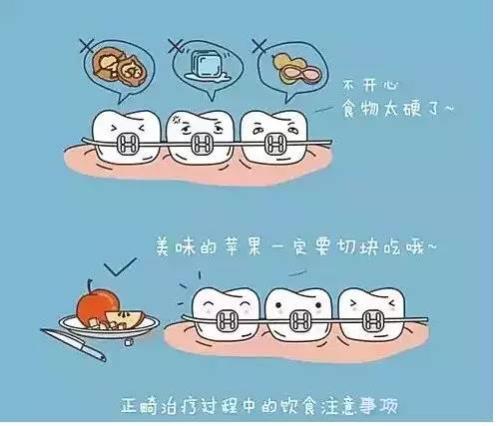 不开心
食物太硬了~
美味的苹果一定要切块吃哦~
正畸治疗过程中的饮食注意事项